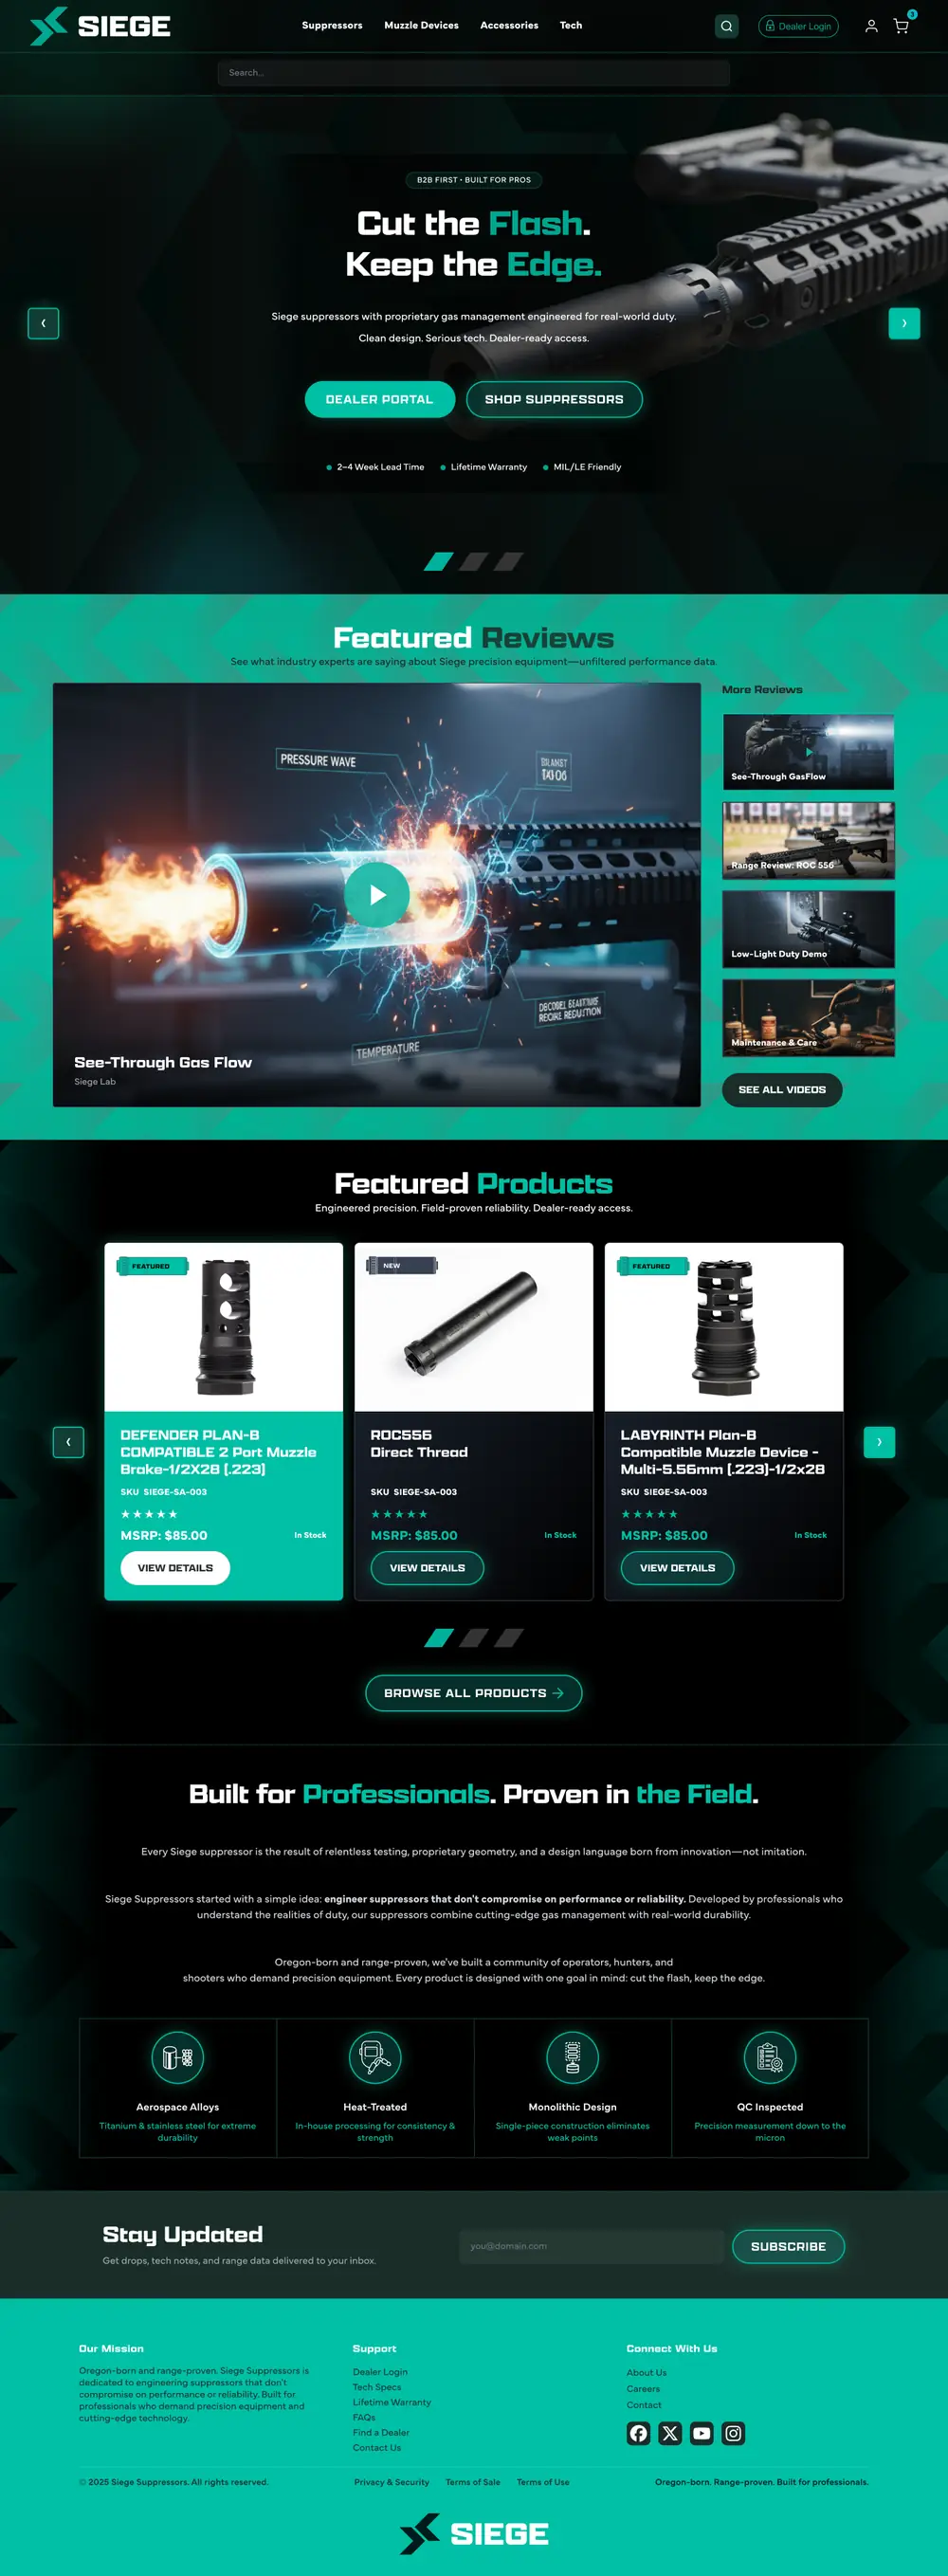 SIEGE
Suppressors
Muzzle Devices
Accessories
Tech
Dealer Login
3
Search...
B2B FIRST • BUILT FOR PROS
Cut the Flash.
Keep the Edge.
Siege suppressors with proprietary gas management engineered for real-world duty.
Clean design. Serious tech. Dealer-ready access.
DEALER PORTAL
SHOP SUPPRESSORS
2–4 Week Lead Time
Lifetime Warranty
MIL/LE Friendly
Featured Reviews
See what industry experts are saying about Siege precision equipment—unfiltered performance data.
PRESSURE WAVE
TEMPERATURE
See-Through Gas Flow
Siege Lab
More Reviews
See-Through GasFlow
Range Review: ROC 556
Low-Light Duty Demo
Maintenance & Care
SEE ALL VIDEOS
Featured Products
Engineered precision. Field-proven reliability. Dealer-ready access.
FEATURED
DEFENDER PLAN-B
COMPATIBLE 2 Port Muzzle
Brake-1/2X28 [.223]
SKU SIEGE-SA-003
★★★★★
MSRP: $85.00
In Stock
VIEW DETAILS
NEW
ROC556
Direct Thread
SKU SIEGE-SA-003
★★★★★
MSRP: $85.00
In Stock
VIEW DETAILS
FEATURED
LABYRINTH Plan-B
Compatible Muzzle Device -
Multi-5.56mm [.223]-1/2x28
SKU SIEGE-SA-003
★★★★★
MSRP: $85.00
In Stock
VIEW DETAILS
BROWSE ALL PRODUCTS →
Built for Professionals. Proven in the Field.
Every Siege suppressor is the result of relentless testing, proprietary geometry, and a design language born from innovation—not imitation.
Siege Suppressors started with a simple idea: engineer suppressors that don't compromise on performance or reliability. Developed by professionals who
understand the realities of duty, our suppressors combine cutting-edge gas management with real-world durability.
Oregon-born and range-proven, we've built a community of operators, hunters, and
shooters who demand precision equipment. Every product is designed with one goal in mind: cut the flash, keep the edge.
Aerospace Alloys
Titanium & stainless steel for extreme
durability
Heat-Treated
In-house processing for consistency &
strength
Monolithic Design
Single-piece construction eliminates
weak points
QC Inspected
Precision measurement down to the
micron
Stay Updated
Get drops, tech notes, and range data delivered to your inbox.
you@domain.com
SUBSCRIBE
Our Mission
Oregon-born and range-proven. Siege Suppressors is
dedicated to engineering suppressors that don't
compromise on performance or reliability. Built for
professionals who demand precision equipment and
cutting-edge technology.
Support
Dealer Login
Tech Specs
Lifetime Warranty
FAQs
Find a Dealer
Contact Us
Connect With Us
About Us
Careers
Contact
© 2025 Siege Suppressors. All rights reserved.
Privacy & Security
Terms of Sale
Terms of Use
Oregon-born. Range-proven. Built for professionals.
SIEGE